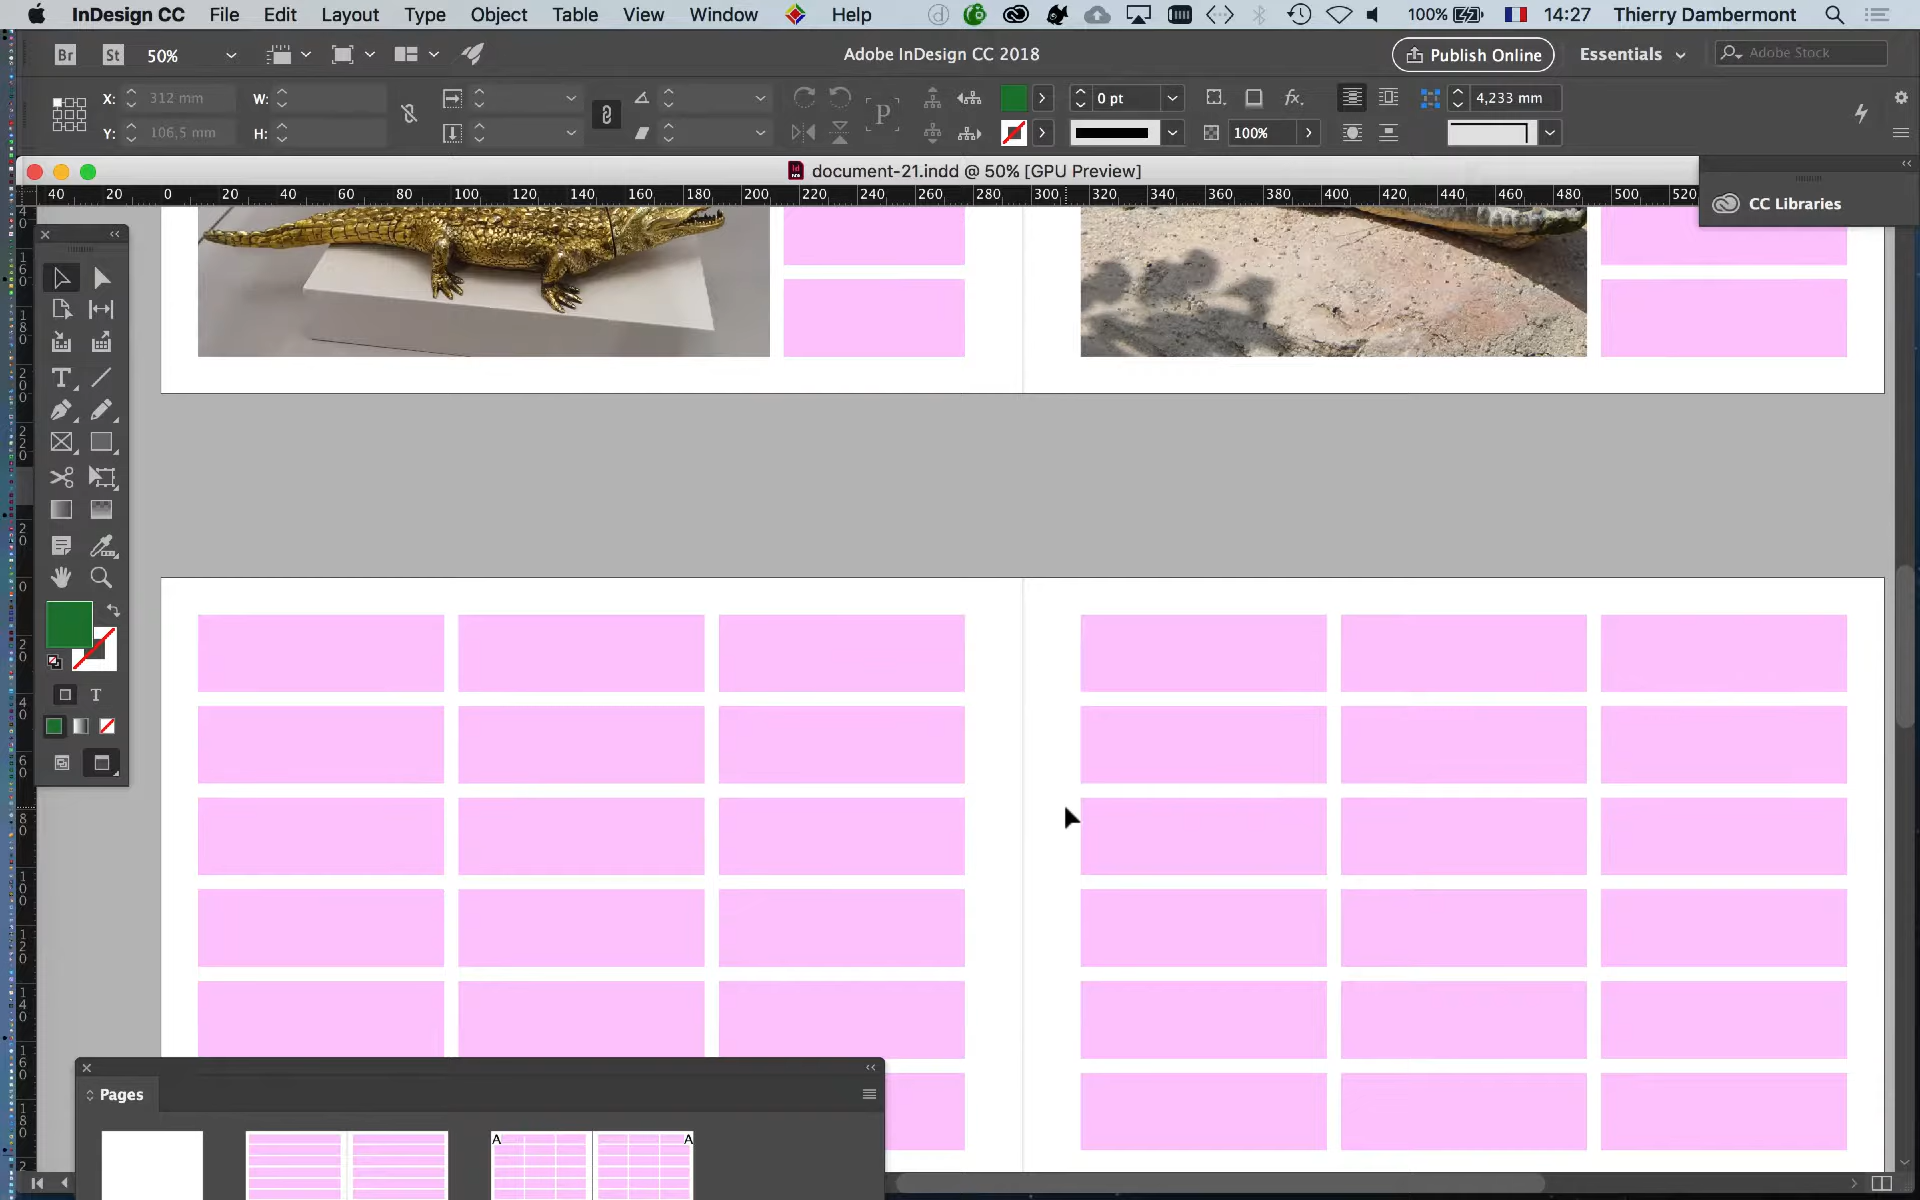 InDesign CC File Edit Layout Type Object Table View Window Help 100% 14:27 Thierry Dambermont
Br St 50% Adobe InDesign CC 2018 Publish Online Essentials Adobe Stock
X: 312 mm W: 0 pt fx. 4,233 mm
Y: 106,5 mm H: P 100%
document-21.indd @ 50% [GPU Preview]
40 20 0 20 40 60 80 100 120 140 160 180 200 220 240 260 280 300 320 340 360 380 400 420 440 460 480 500 520
CC Libraries
T
T
Pages
A A